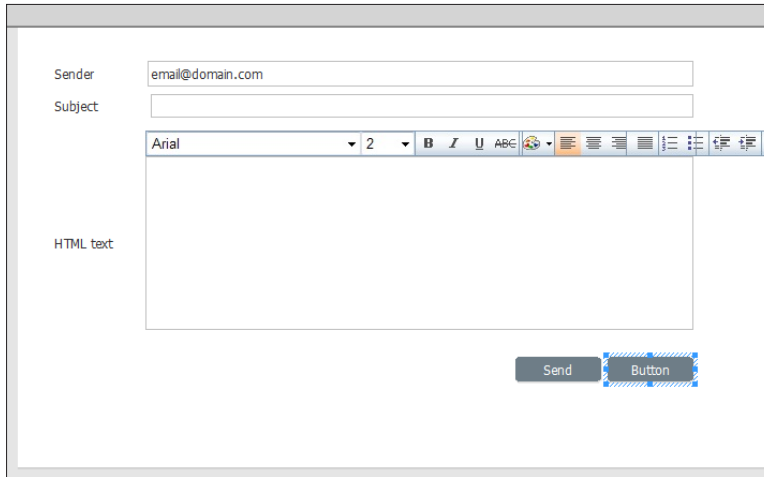 Sender email@domain.com
Subject
Arial 2 B I U ABC
HTML text
Send Button